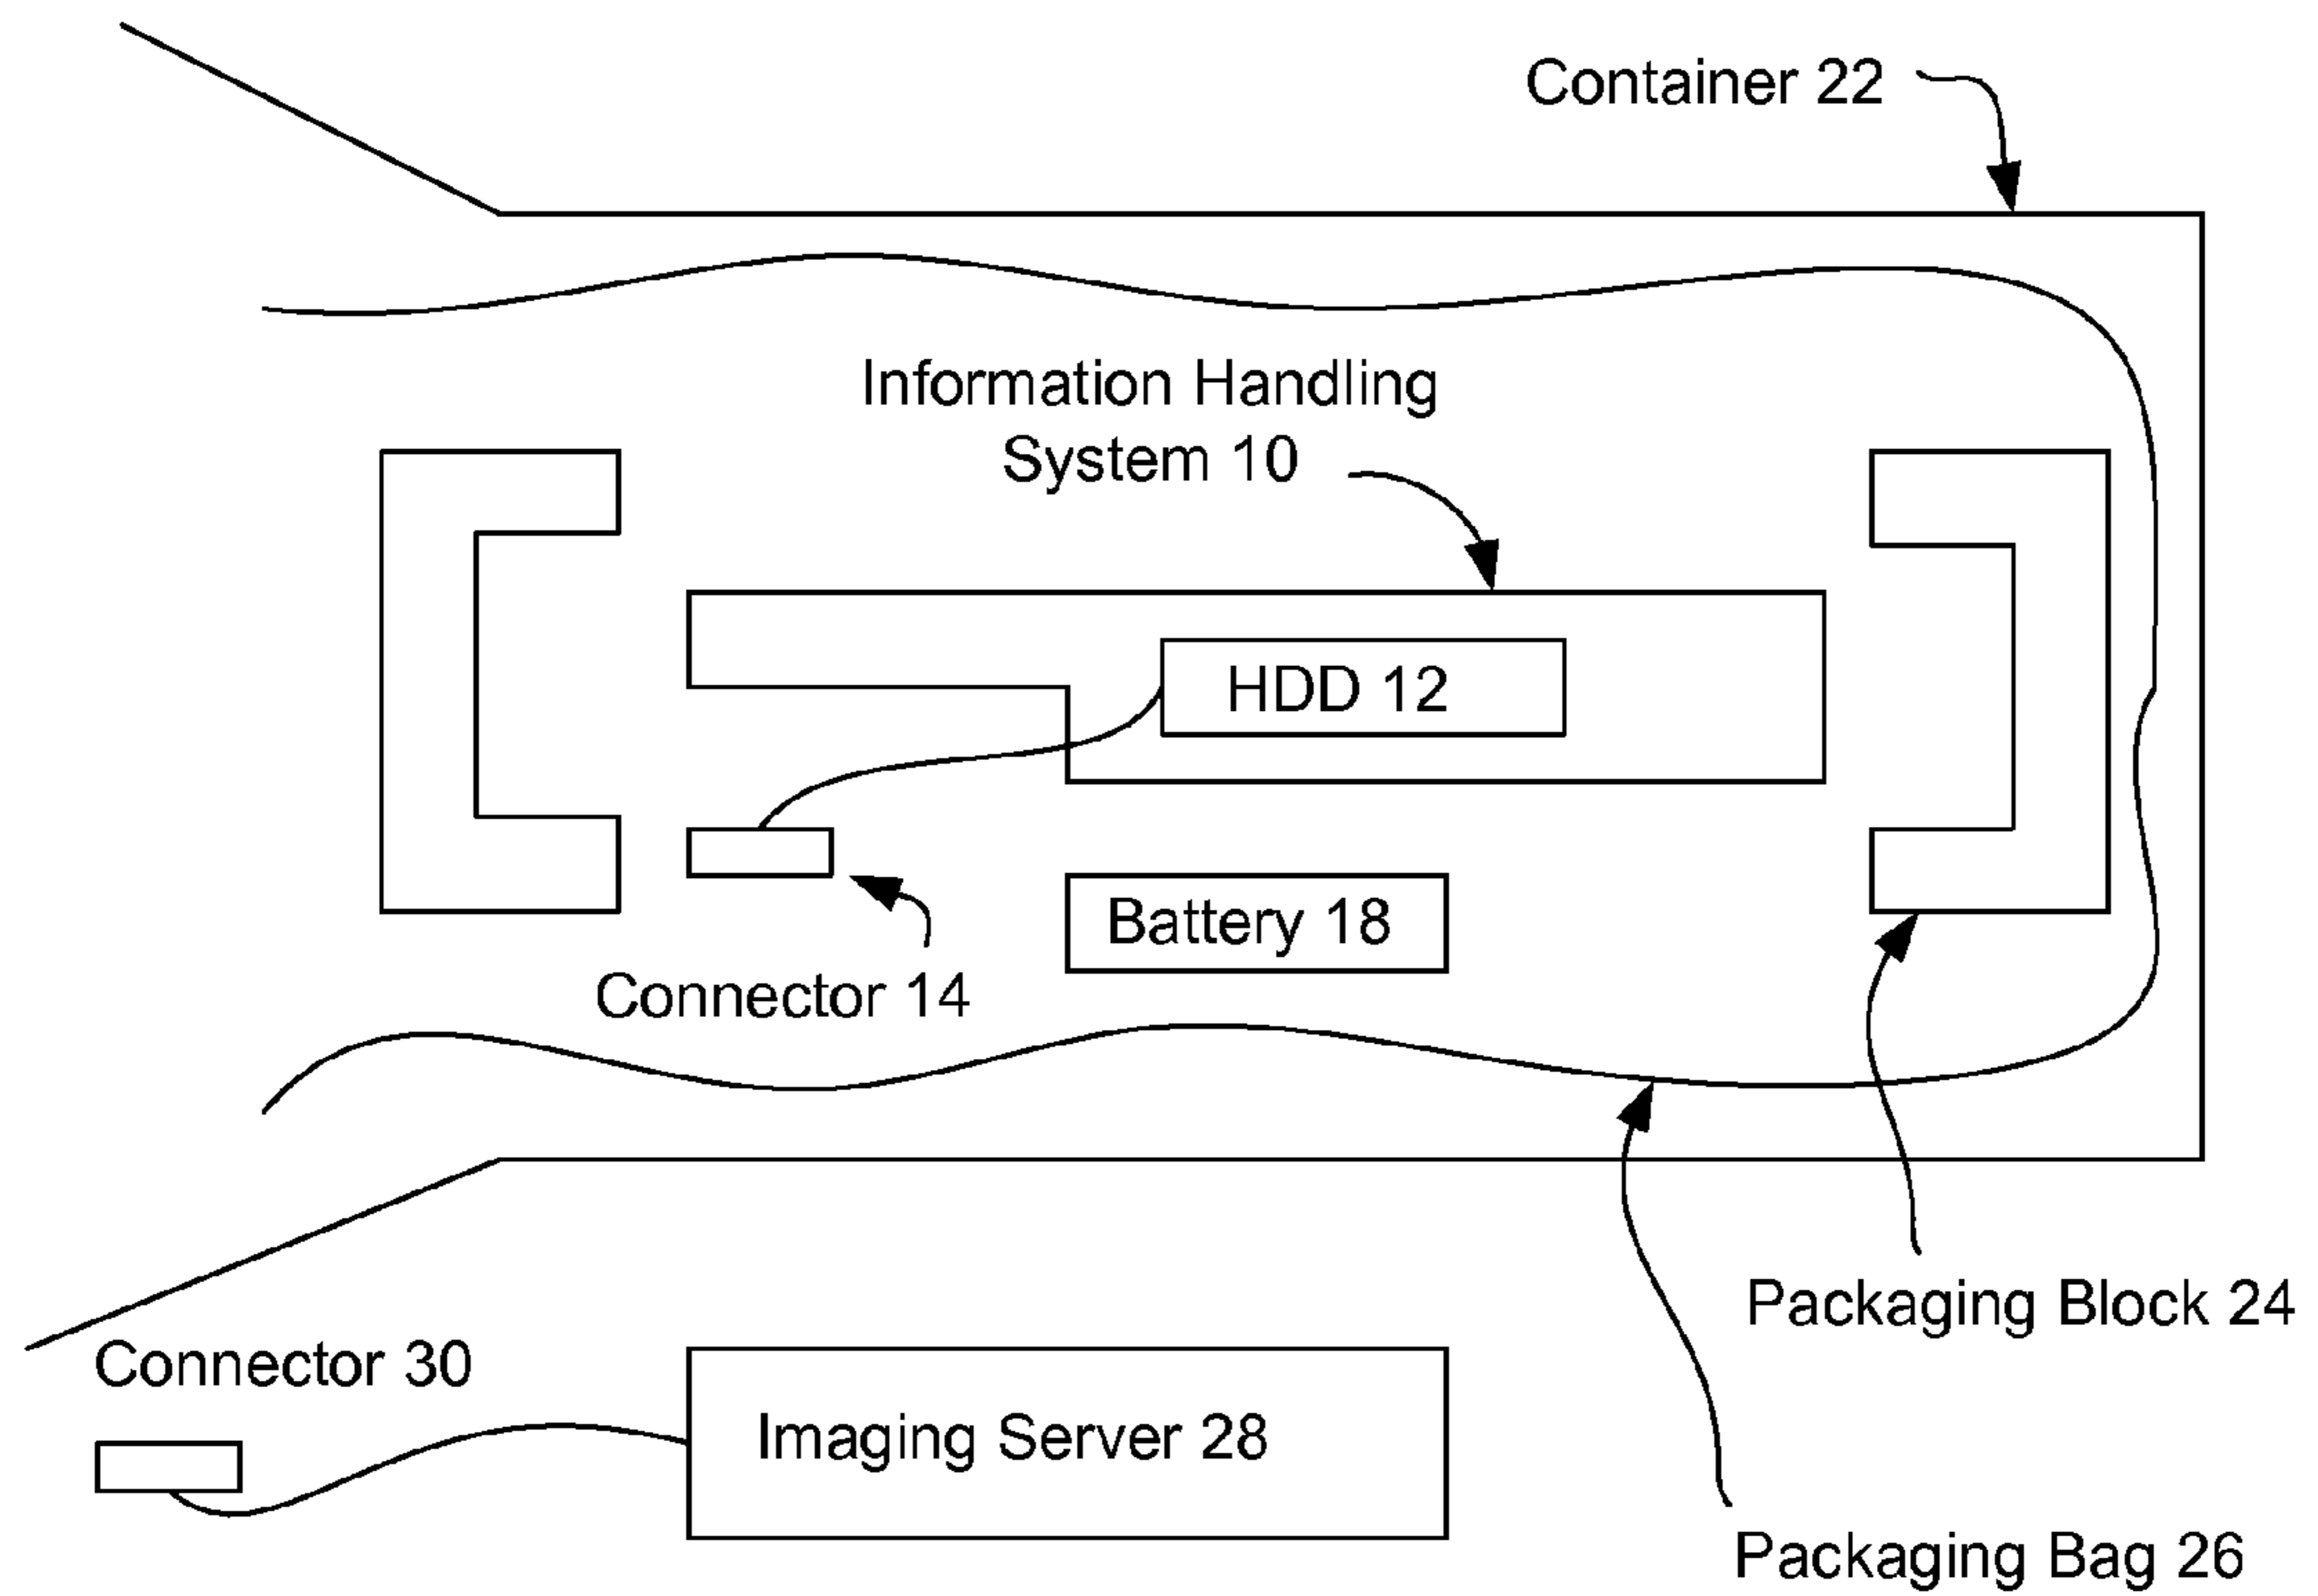 Container 22
Information Handling
System 10
HDD 12
Battery 18
Connector 14
Packaging Block 24
Connector 30
Imaging Server 28
Packaging Bag 26